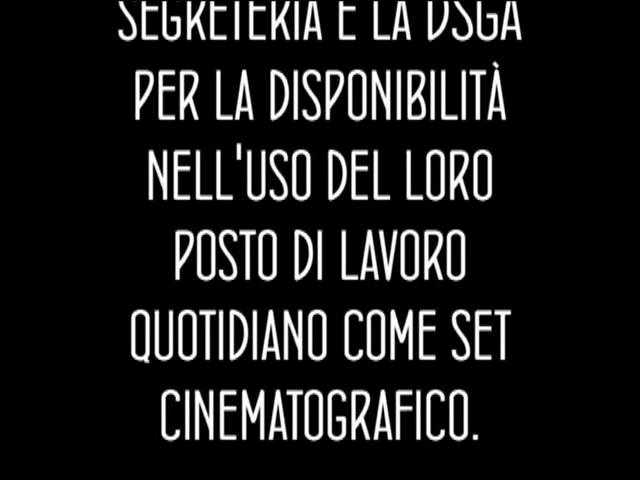 SEGRETERIA E LA DSGA
PER LA DISPONIBILITÀ
NELL'USO DEL LORO
POSTO DI LAVORO
QUOTIDIANO COME SET
CINEMATOGRAFICO.